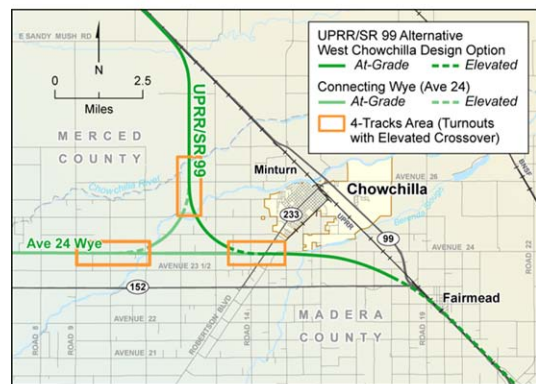 E SANDY MUSH RD
N
0
2.5
Miles
UPRR/SR 99 Alternative
West Chowchilla Design Option
At-Grade
Elevated
Connecting Wye (Ave 24)
At-Grade
Elevated
4-Tracks Area (Turnouts
with Elevated Crossover)
UPRR/SR99
BNSF
MERCED
COUNTY
Chowchilla River
Minturn
Chowchilla
AVENUE 26
233
UPRR
99
Ave 24 Wye
AVENUE 24
ROAD 22
AVENUE 23 1/2
152
Fairmead
ROAD 8
ROAD 9
AVENUE 22
AVENUE 21
ROBERTSON BLVD
ROAD 14
MADERA
COUNTY
ROAD 19